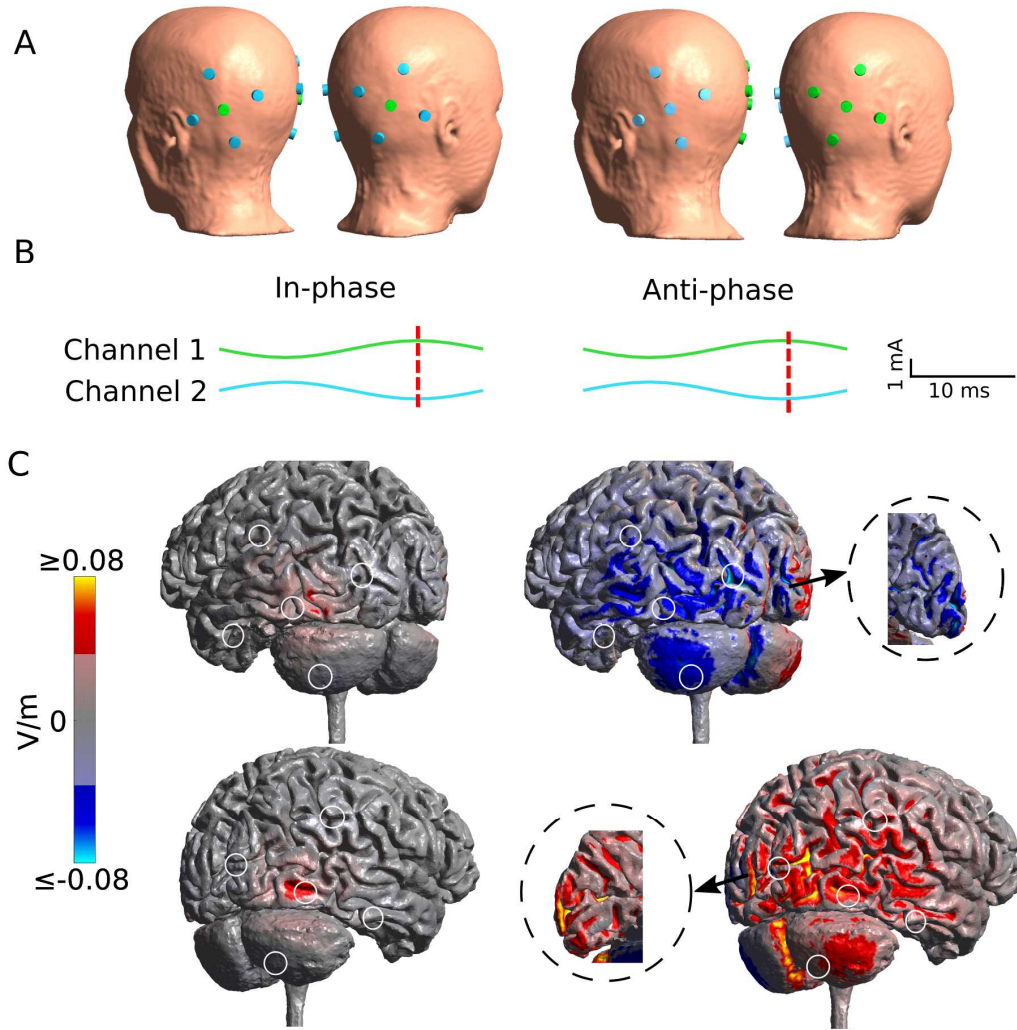 A
B
In-phase
Anti-phase
Channel 1
Channel 2
1 mA
10 ms
C
≥0.08
V/m
0
≤-0.08